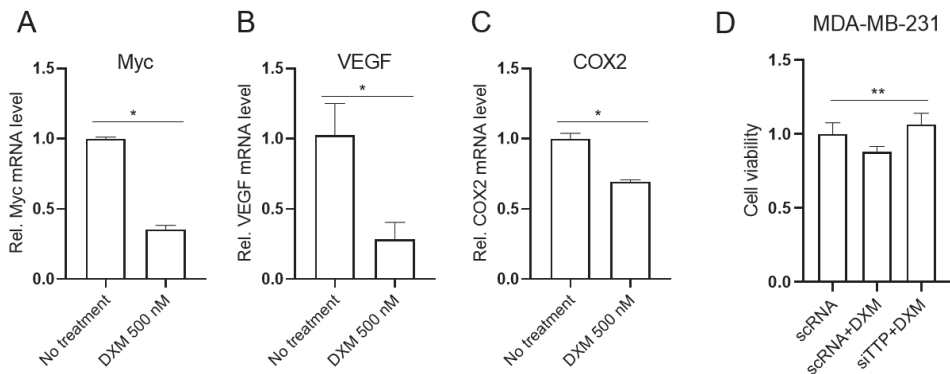 A
Myc
Rel. Myc mRNA level
1.5
*
1.0
0.5
0.0
No treatment
DXM 500 nM
B
VEGF
Rel. VEGF mRNA level
1.5
*
1.0
0.5
0.0
No treatment
DXM 500 nM
C
COX2
Rel. COX2 mRNA level
1.5
*
1.0
0.5
0.0
No treatment
DXM 500 nM
D
MDA-MB-231
Cell viability
1.5
**
1.0
0.5
0.0
scRNA
scRNA+DXM
siTTP+DXM